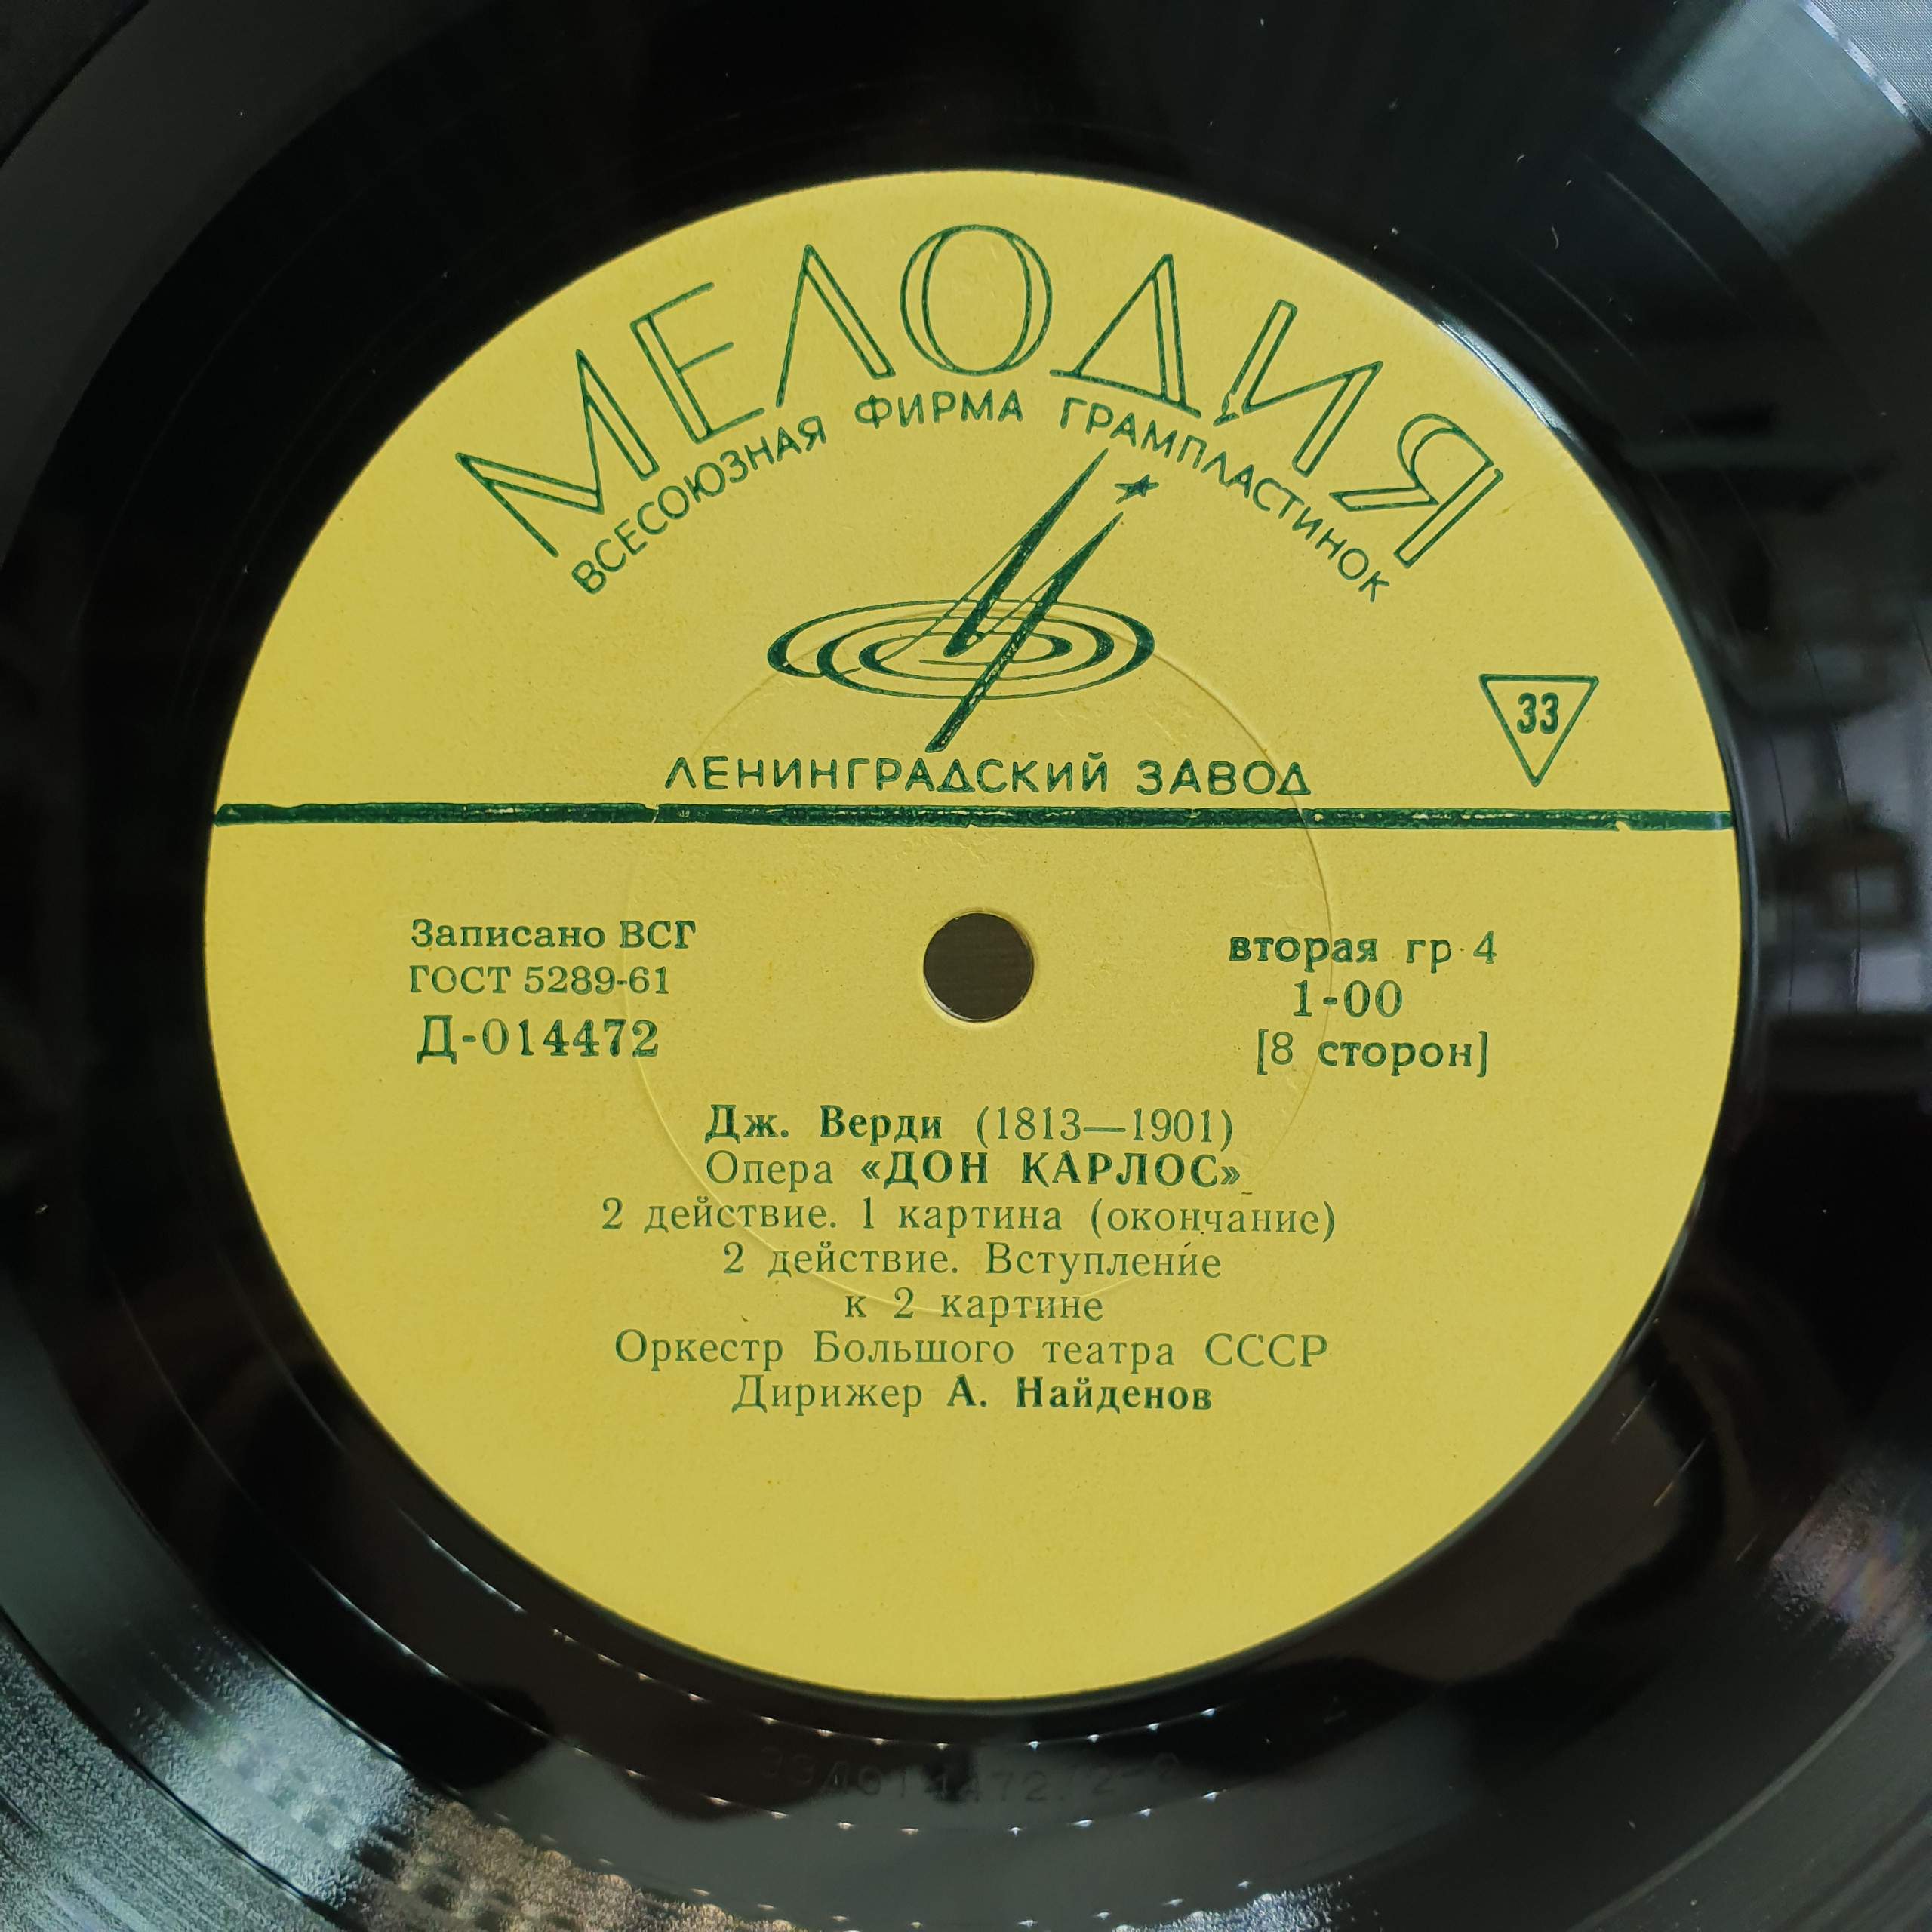 МЕЛОДИЯ
ВСЕСОЮЗНАЯ ФИРМА ГРАМПЛАСТИНОК
33
ЛЕНИНГРАДСКИЙ ЗАВОД
Записано ВСГ
ГОСТ 5289-61
Д-014472
вторая гр 4
1-00
[8 сторон]
Дж. Верди (1813—1901)
Опера «ДОН КАРЛОС»
2 действие. 1 картина (окончание)
2 действие. Вступление
к 2 картине
Оркестр Большого театра СССР
Дирижер А. Найденов